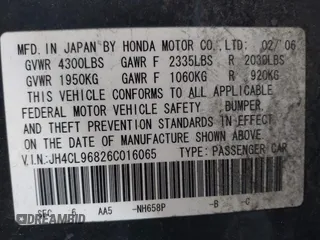 MFD. IN JAPAN BY HONDA MOTOR CO., LTD. 02/06
GVWR 4300LBS GAWR F 2335LBS R 2030LBS
GVWR 1950KG GAWR F 1060KG R 920KG
THIS VEHICLE CONFORMS TO ALL APPLICABLE
FEDERAL MOTOR VEHICLE SAFETY, BUMPER,
AND THEFT PREVENTION STANDARDS IN EFFECT
ON THE DATE OF MANUFACTURE SHOWN ABOVE.
V.I.N.: JH4CL96826C016065 TYPE: PASSENGER CAR
6 AA5 -NH658P -B -C
DREAMBID